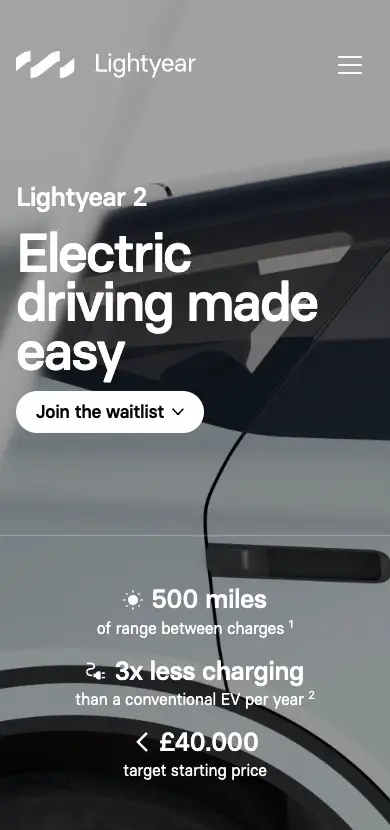 Lightyear
Lightyear 2
Electric
driving made
easy
Join the waitlist
500 miles
of range between charges ¹
3x less charging
than a conventional EV per year ²
< £40.000
target starting price